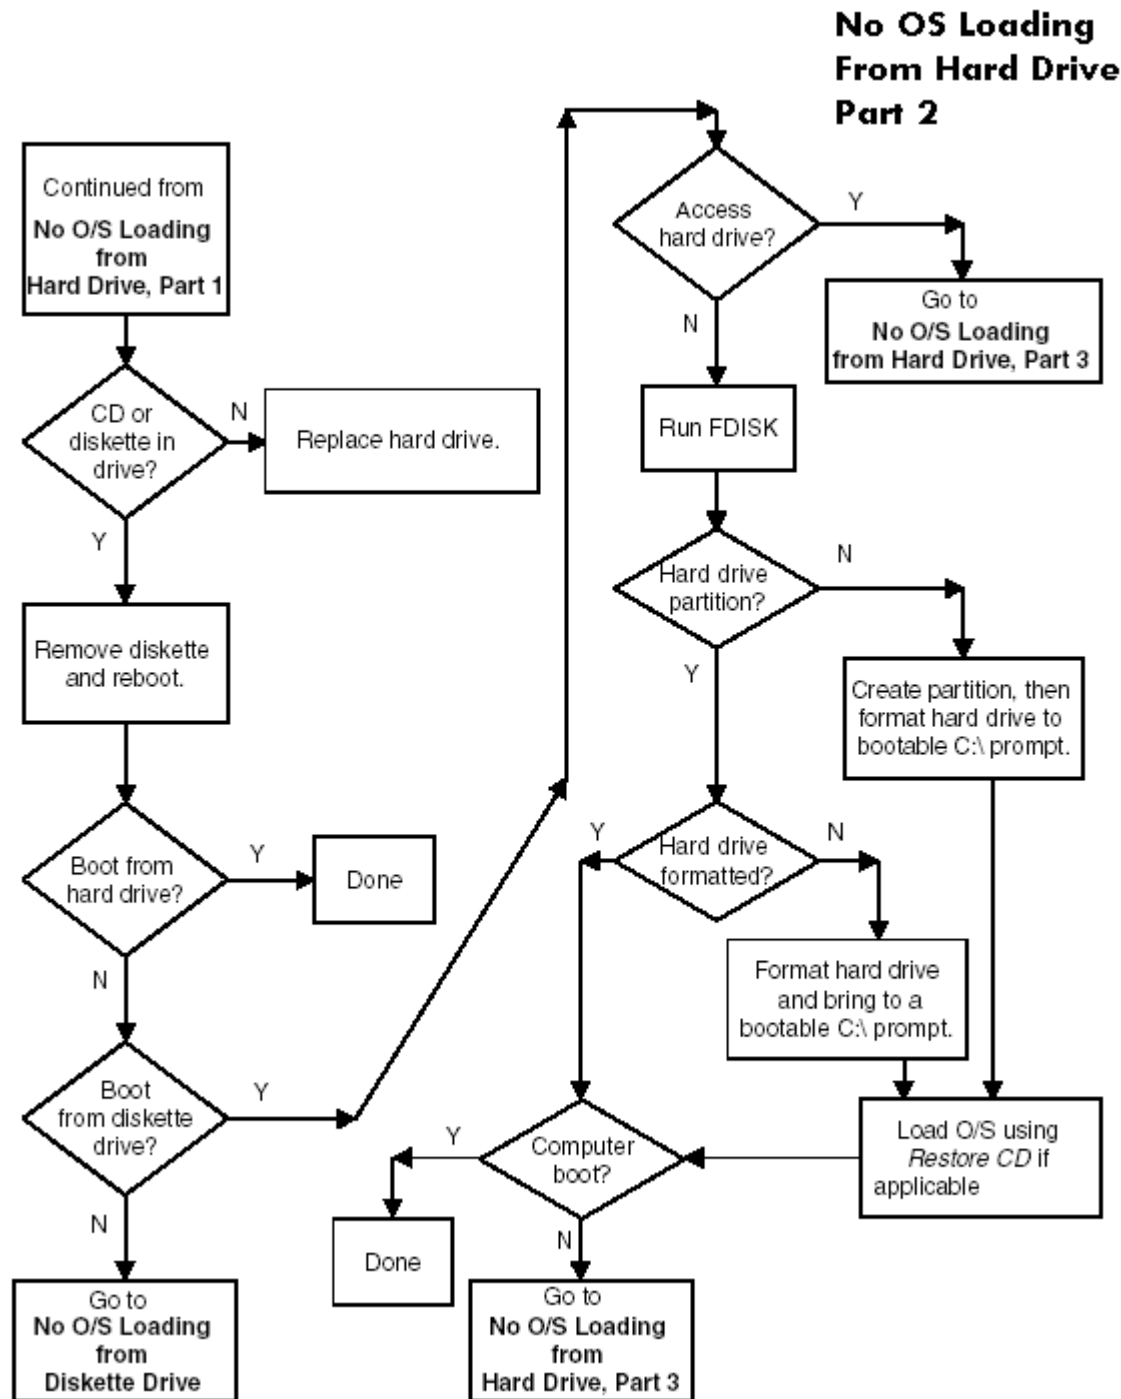 No OS Loading
From Hard Drive
Part 2
Continued from
No O/S Loading
from
Hard Drive, Part 1
CD or
diskette in
drive?
N
Replace hard drive.
Y
Remove diskette
and reboot.
Boot from
hard drive?
Y
Done
N
Boot
from diskette
drive?
Y
N
Go to
No O/S Loading
from
Diskette Drive
Access
hard drive?
Y
Go to
No O/S Loading
from Hard Drive, Part 3
N
Run FDISK
Hard drive
partition?
N
Create partition, then
format hard drive to
bootable C:\ prompt.
Y
Hard drive
formatted?
Y
N
Format hard drive
and bring to a
bootable C:\ prompt.
Load O/S using
Restore CD if
applicable
Computer
boot?
Y
Done
N
Go to
No O/S Loading
from
Hard Drive, Part 3